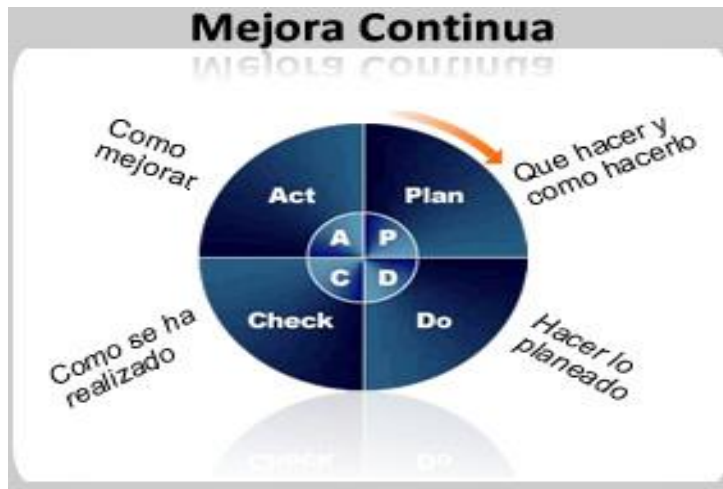 Mejora Continua
Como
mejorar
Que hacer y
como hacerlo
Act
Plan
A
P
C
D
Check
Do
Como se ha
realizado
Hacer lo
planeado